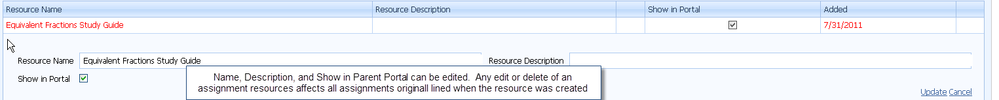 Resource Name Resource Description Show in Portal Added
Equivalent Fractions Study Guide 7/31/2011
Resource Name Equivalent Fractions Study Guide Resource Description
Show in Portal
Name, Description, and Show in Parent Portal can be edited. Any edit or delete of an
assignment resources affects all assignments originall lined when the resource was created
Update Cancel